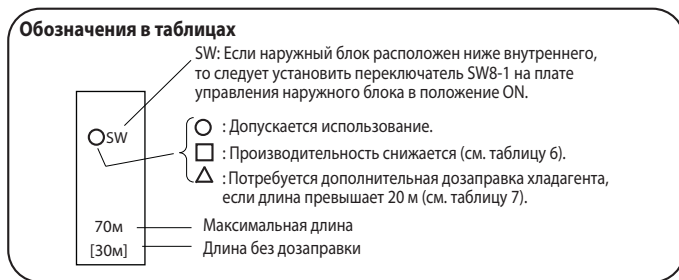 Обозначения в таблицах
SW: Если наружный блок расположен ниже внутреннего,
то следует установить переключатель SW8-1 на плате
управления наружного блока в положение ON.
○SW
○ : Допускается использование.
□ : Производительность снижается (см. таблицу 6).
△ : Потребуется дополнительная дозаправка хладагента,
если длина превышает 20 м (см. таблицу 7).
70м
Максимальная длина
[30м]
Длина без дозаправки